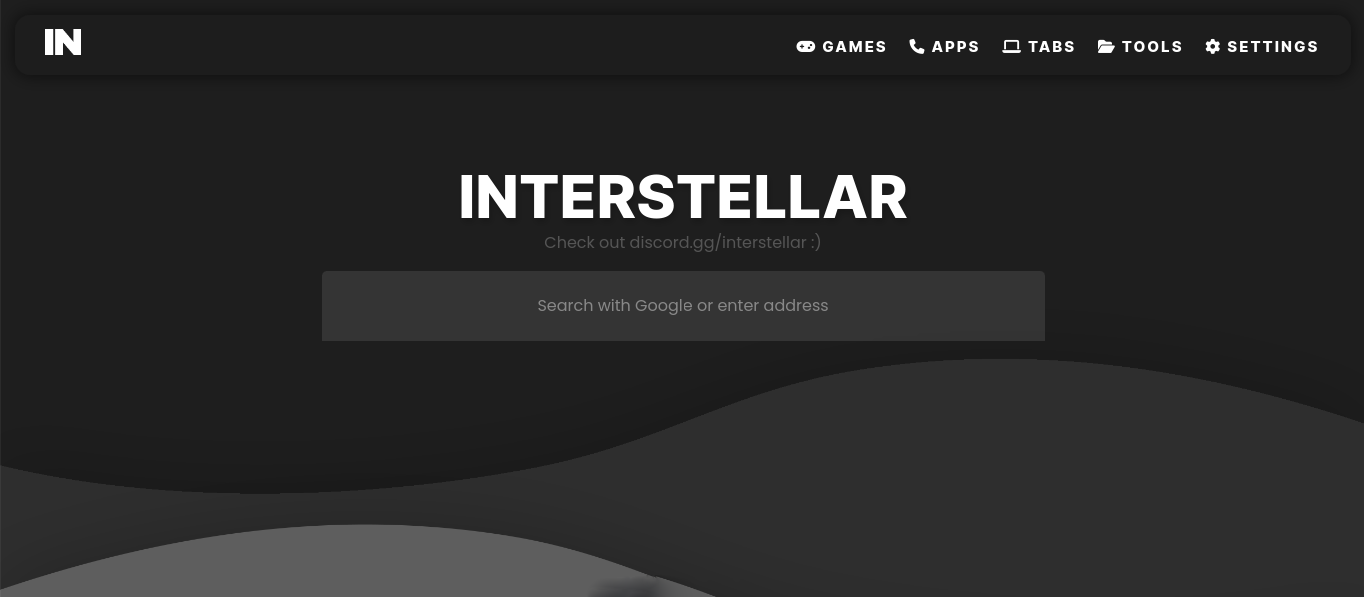 IN
GAMES APPS TABS TOOLS SETTINGS
INTERSTELLAR
Check out discord.gg/interstellar :)
Search with Google or enter address